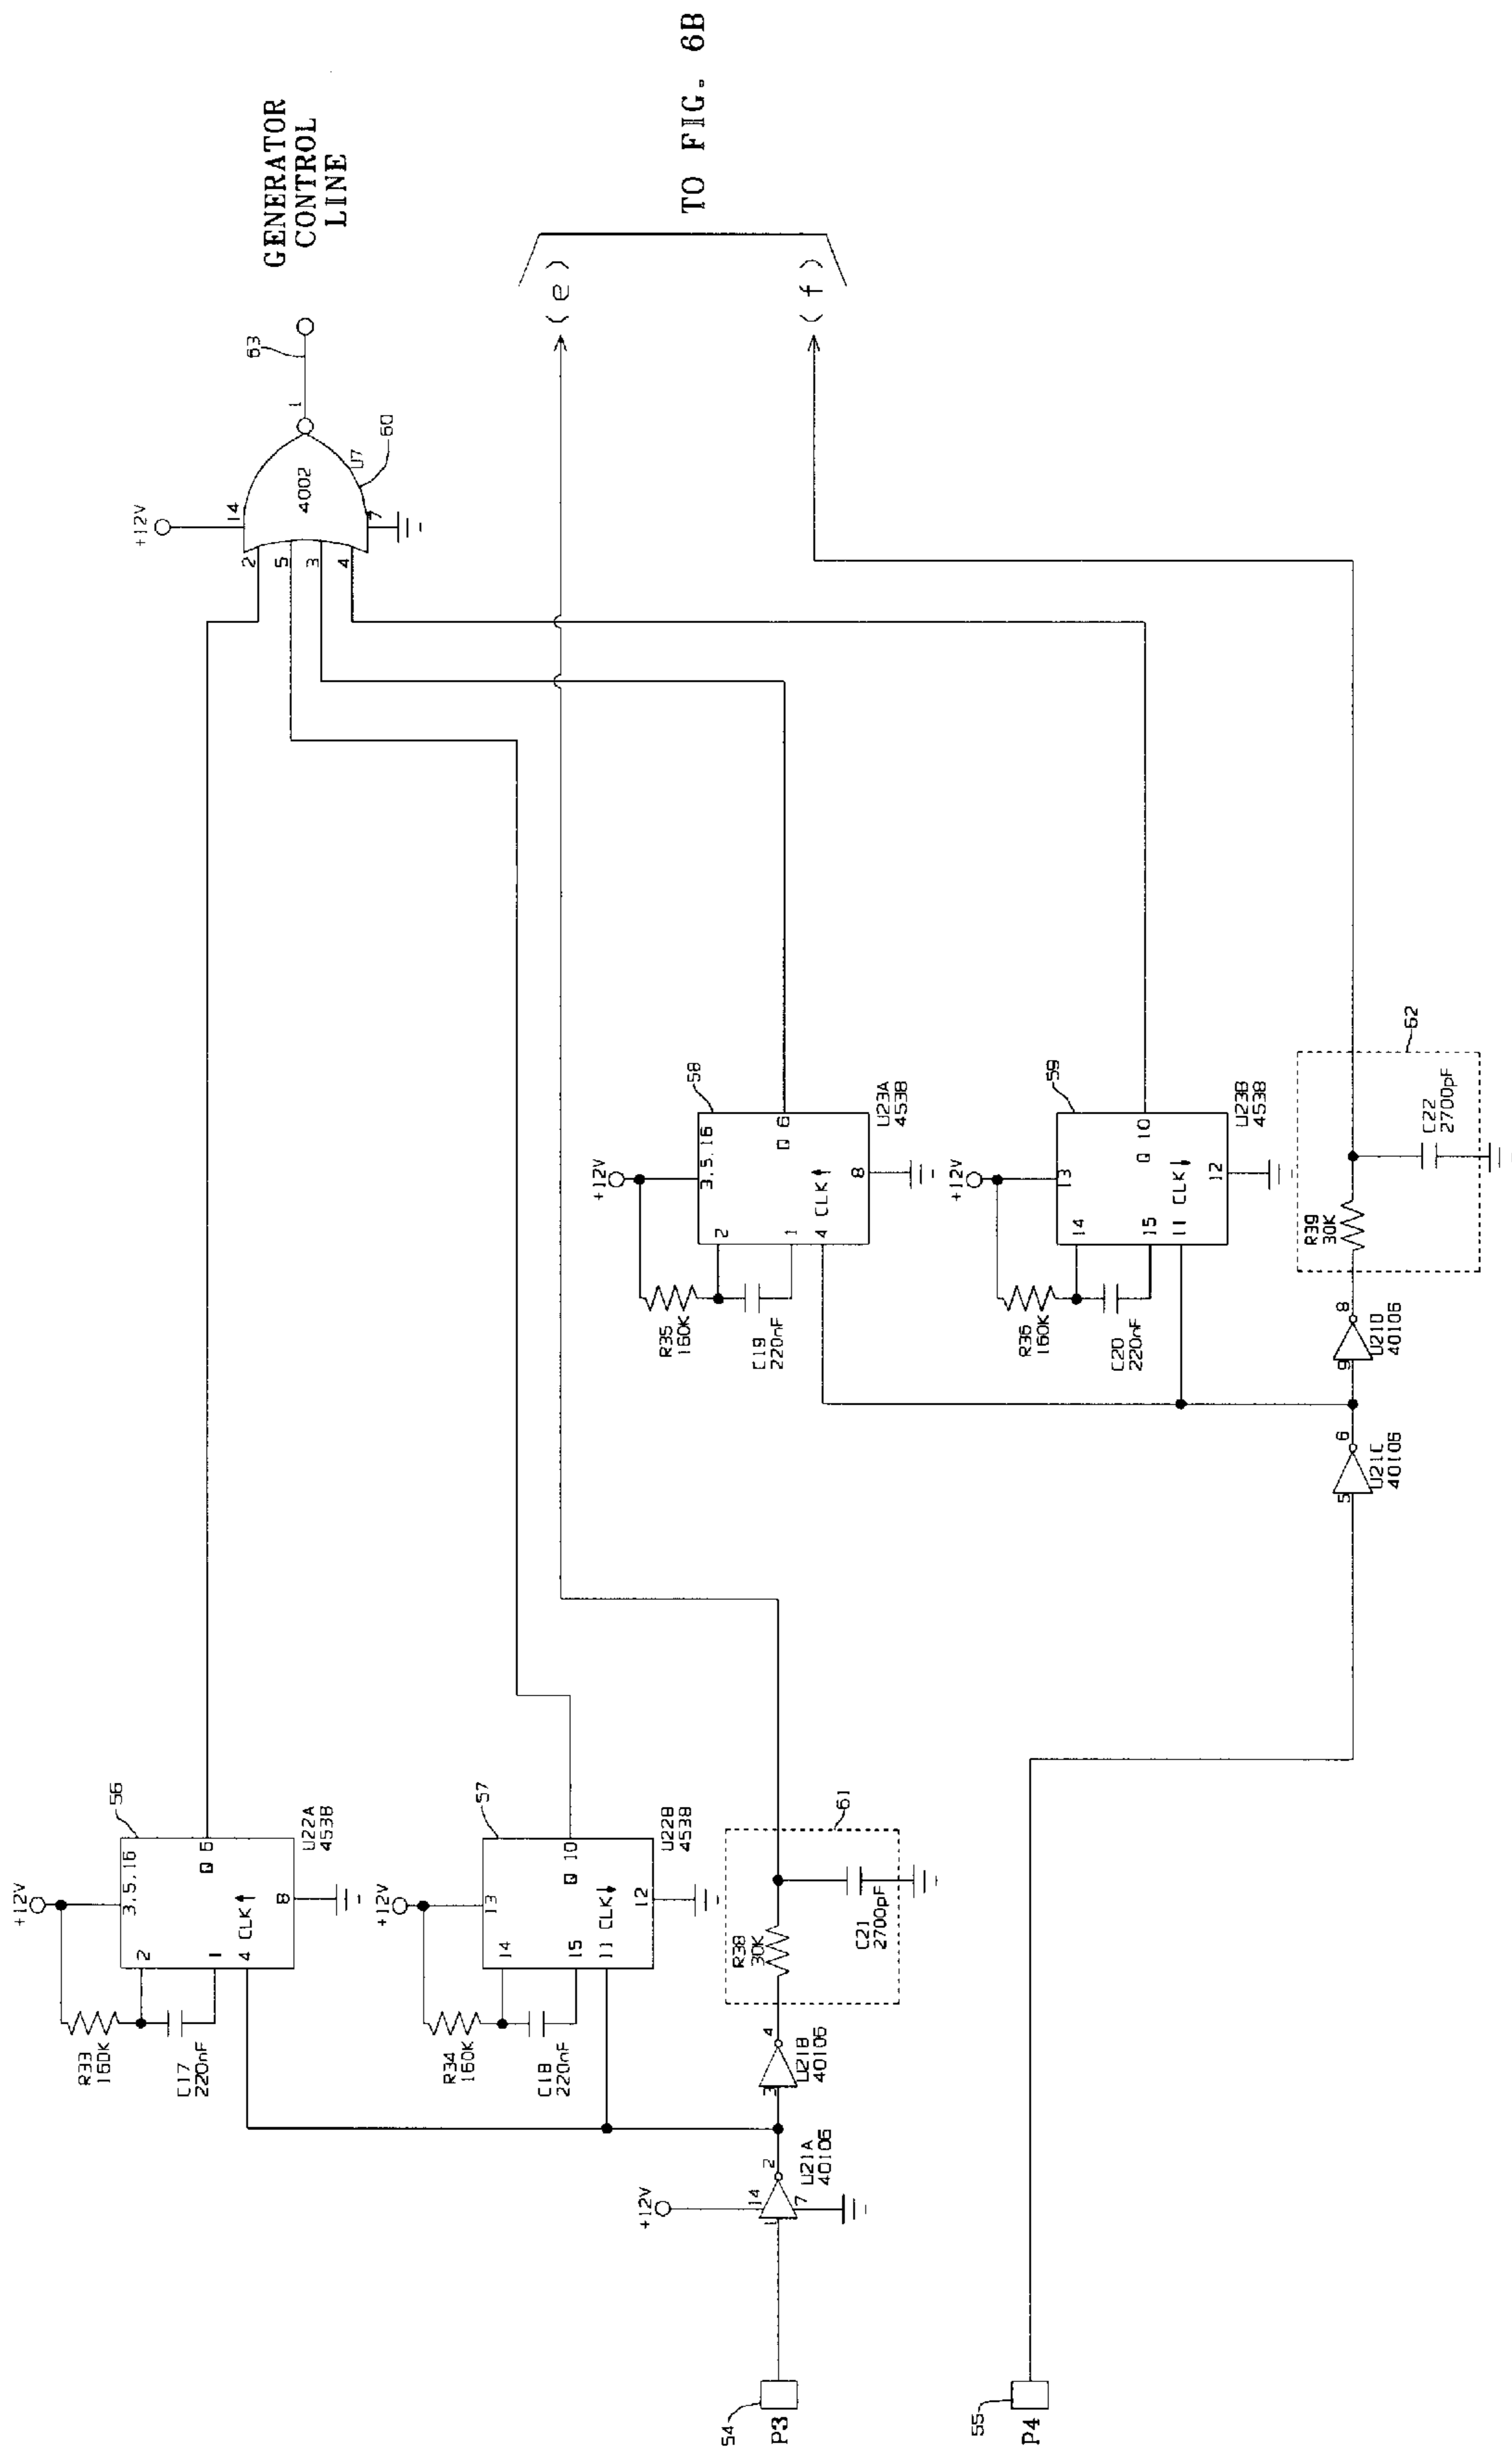 GENERATOR
CONTROL
LINE
63
1
+12V
14
4002
U7
60
7
2
5
3
4
(e)
TO FIG. 6B
(f)
+12V
56
3,5,16
Q 6
2
1
4
CLK↑
8
U22A
4538
R33
160K
C17
220nF
+12V
57
13
Q 10
14
15
11
CLK↓
12
U22B
4538
R34
160K
C18
220nF
+12V
58
3,5,16
Q 6
2
1
4
CLK↑
8
U23A
4538
R35
160K
C19
220nF
+12V
59
13
Q 10
14
15
11
CLK↓
12
U23B
4538
R36
160K
C20
220nF
54
P3
+12V
14
1
7
2
U21A
40106
3
4
U21B
40106
R38
30K
C21
2700pF
61
55
P4
5
6
U21C
40106
9
8
U21D
40106
R39
30K
C22
2700pF
62